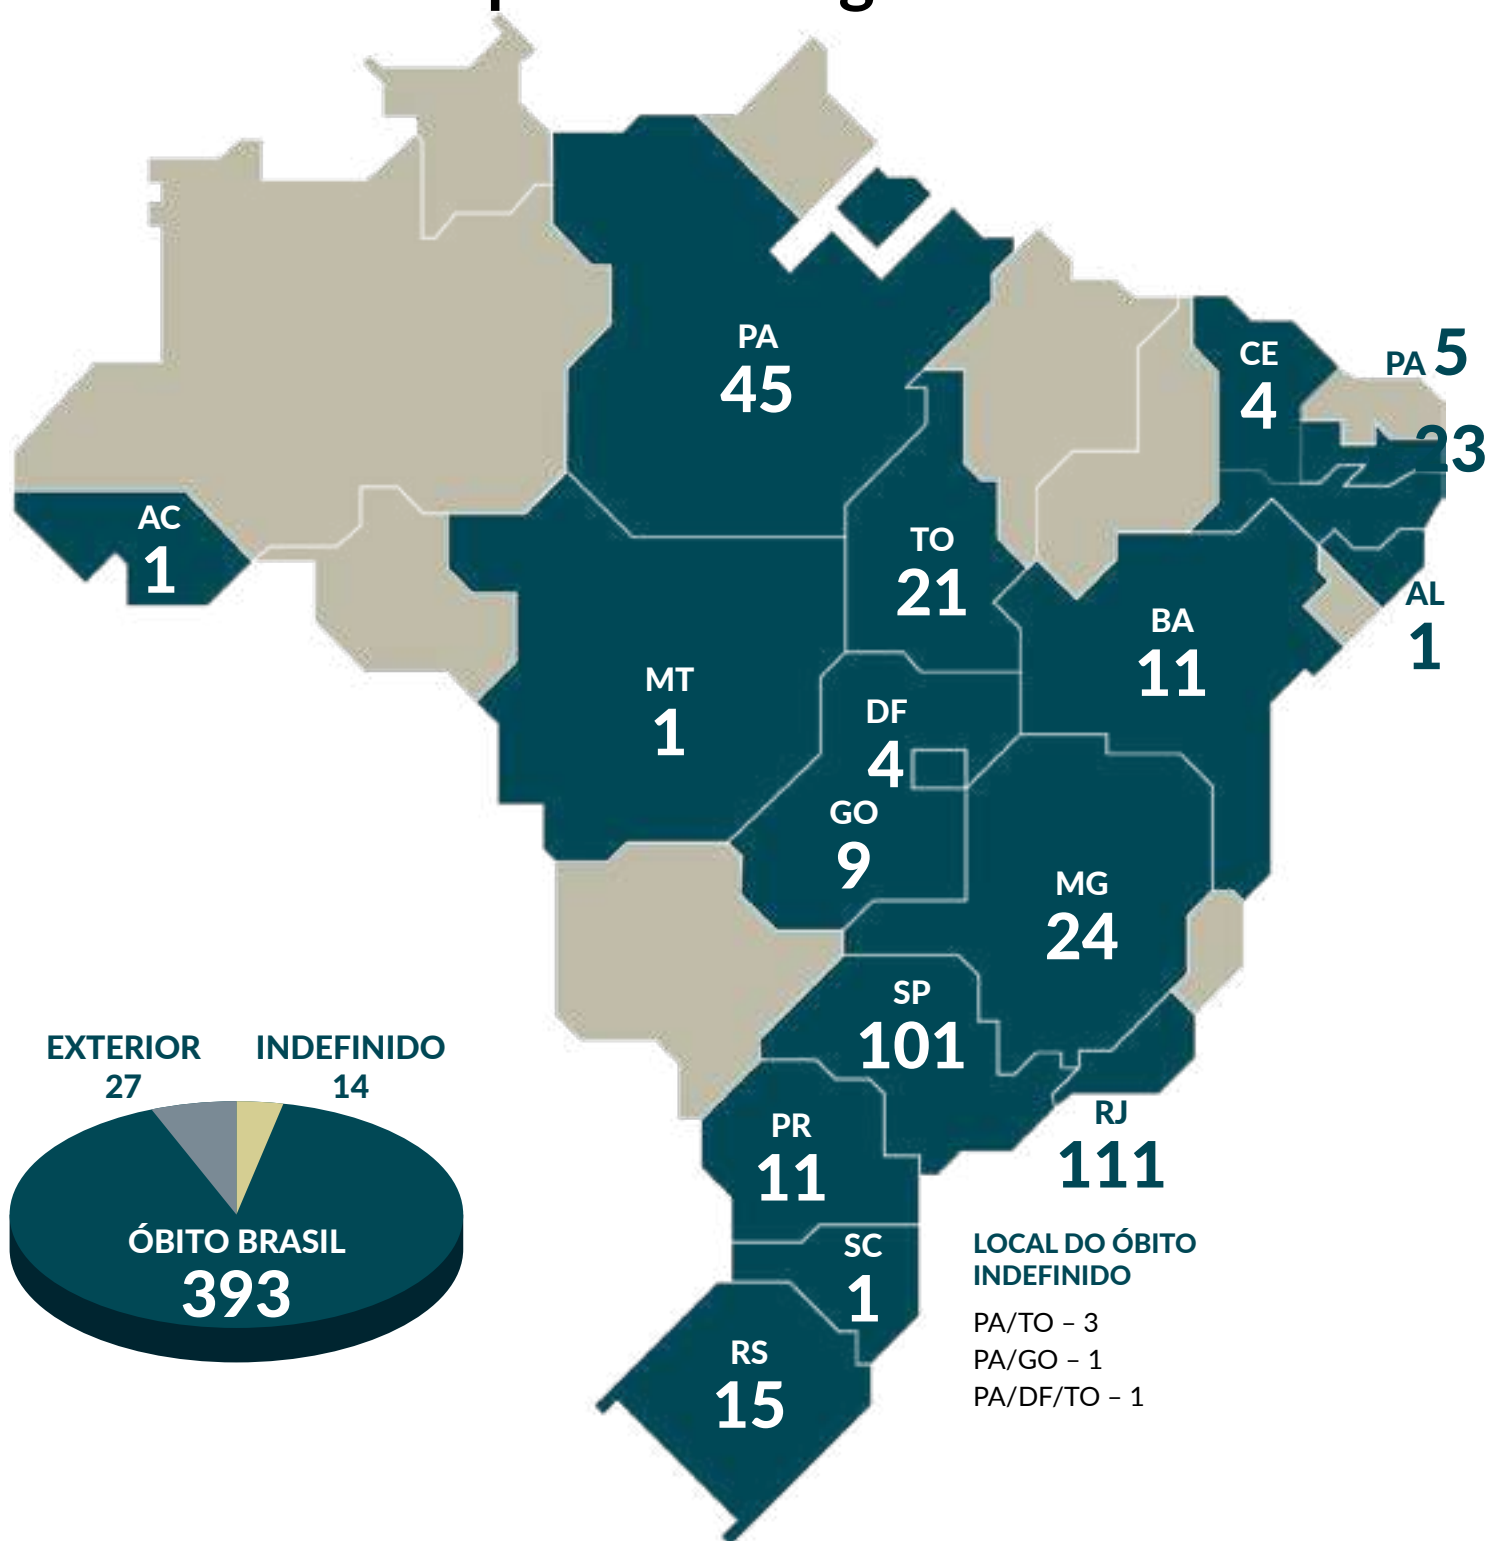 PA
45
CE
4
PA 5
23
AC
1
TO
21
AL
1
BA
11
MT
1
DF
4
GO
9
MG
24
SP
101
EXTERIOR
27
INDEFINIDO
14
RJ
111
PR
11
ÓBITO BRASIL
393
SC
1
LOCAL DO ÓBITO
INDEFINIDO
PA/TO – 3
PA/GO – 1
PA/DF/TO – 1
RS
15